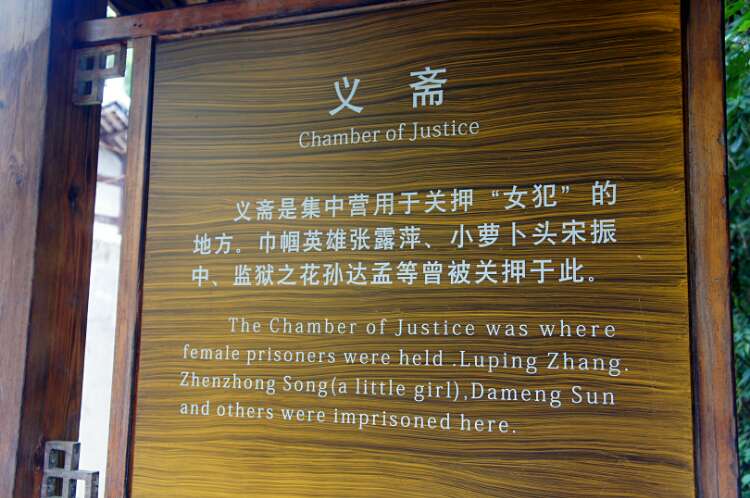 义斋
Chamber of Justice
义斋是集中营用于关押“女犯”的
地方。巾帼英雄张露萍、小萝卜头宋振
中、监狱之花孙达孟等曾被关押于此。
The Chamber of Justice was where
female prisoners were held .Luping Zhang.
Zhenzhong Song(a little girl),Dameng Sun
and others were imprisoned here.